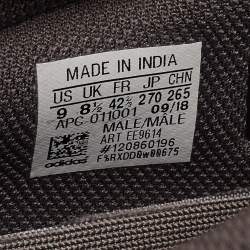 MADE IN INDIA
US UK FR JP CHN
9 8½ 42⅔ 270 265
APC 011001 09/18
MALE/MÂLE
ART EE9614
#120860196
adidas